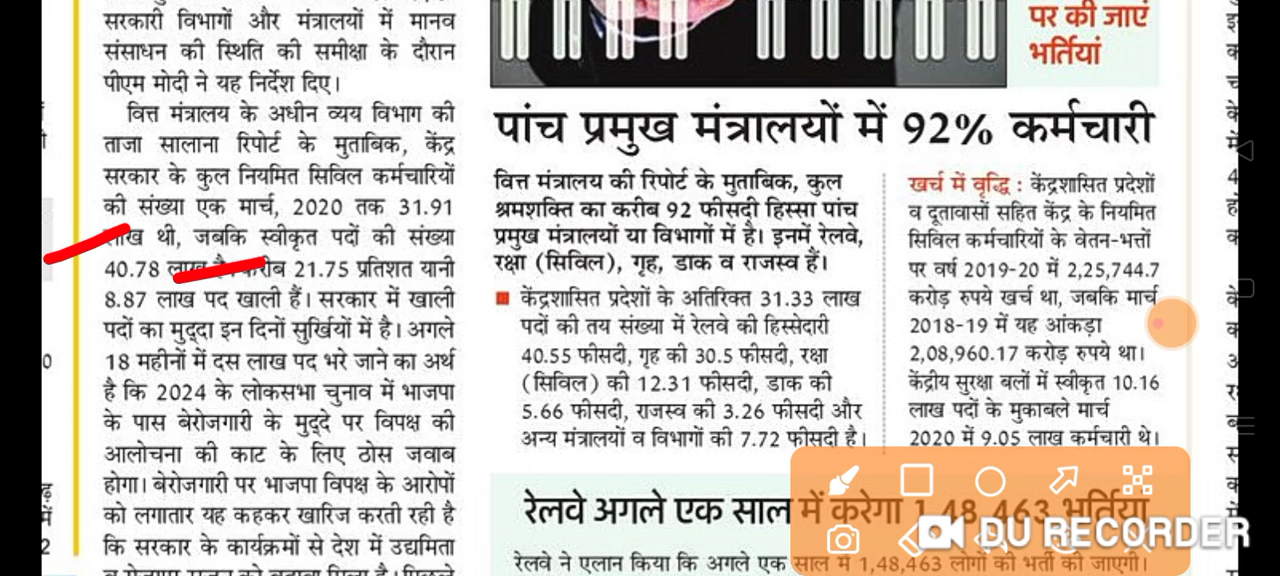 सरकारी विभागों और मंत्रालयों में मानव
संसाधन की स्थिति की समीक्षा के दौरान
पीएम मोदी ने यह निर्देश दिए।
वित्त मंत्रालय के अधीन व्यय विभाग की
ताजा सालाना रिपोर्ट के मुताबिक, केंद्र
सरकार के कुल नियमित सिविल कर्मचारियों
की संख्या एक मार्च, 2020 तक 31.91
लाख थी, जबकि स्वीकृत पदों की संख्या
40.78 लाख है। करीब 21.75 प्रतिशत यानी
8.87 लाख पद खाली हैं। सरकार में खाली
पदों का मुद्दा इन दिनों सुर्खियों में है। अगले
18 महीनों में दस लाख पद भरे जाने का अर्थ
है कि 2024 के लोकसभा चुनाव में भाजपा
के पास बेरोजगारी के मुद्दे पर विपक्ष की
आलोचना की काट के लिए ठोस जवाब
होगा। बेरोजगारी पर भाजपा विपक्ष के आरोपों
को लगातार यह कहकर खारिज करती रही है
कि सरकार के कार्यक्रमों से देश में उद्यमिता
पर की जाएं
भर्तियां
पांच प्रमुख मंत्रालयों में 92% कर्मचारी
वित्त मंत्रालय की रिपोर्ट के मुताबिक, कुल
श्रमशक्ति का करीब 92 फीसदी हिस्सा पांच
प्रमुख मंत्रालयों या विभागों में है। इनमें रेलवे,
रक्षा (सिविल), गृह, डाक व राजस्व हैं।
केंद्रशासित प्रदेशों के अतिरिक्त 31.33 लाख
पदों की तय संख्या में रेलवे की हिस्सेदारी
40.55 फीसदी, गृह की 30.5 फीसदी, रक्षा
(सिविल) की 12.31 फीसदी, डाक की
5.66 फीसदी, राजस्व की 3.26 फीसदी और
अन्य मंत्रालयों व विभागों की 7.72 फीसदी है।
खर्च में वृद्धि : केंद्रशासित प्रदेशों
व दूतावासों सहित केंद्र के नियमित
सिविल कर्मचारियों के वेतन-भत्तों
पर वर्ष 2019-20 में 2,25,744.7
करोड़ रुपये खर्च था, जबकि मार्च
2018-19 में यह आंकड़ा
2,08,960.17 करोड़ रुपये था।
केंद्रीय सुरक्षा बलों में स्वीकृत 10.16
लाख पदों के मुकाबले मार्च
2020 में 9.05 लाख कर्मचारी थे।
रेलवे अगले एक साल में करेगा 1,48,463 भर्तियां
रेलवे ने एलान किया कि अगले एक साल में 1,48,463 लोगों की भर्ती की जाएगी।
DU RECORDER